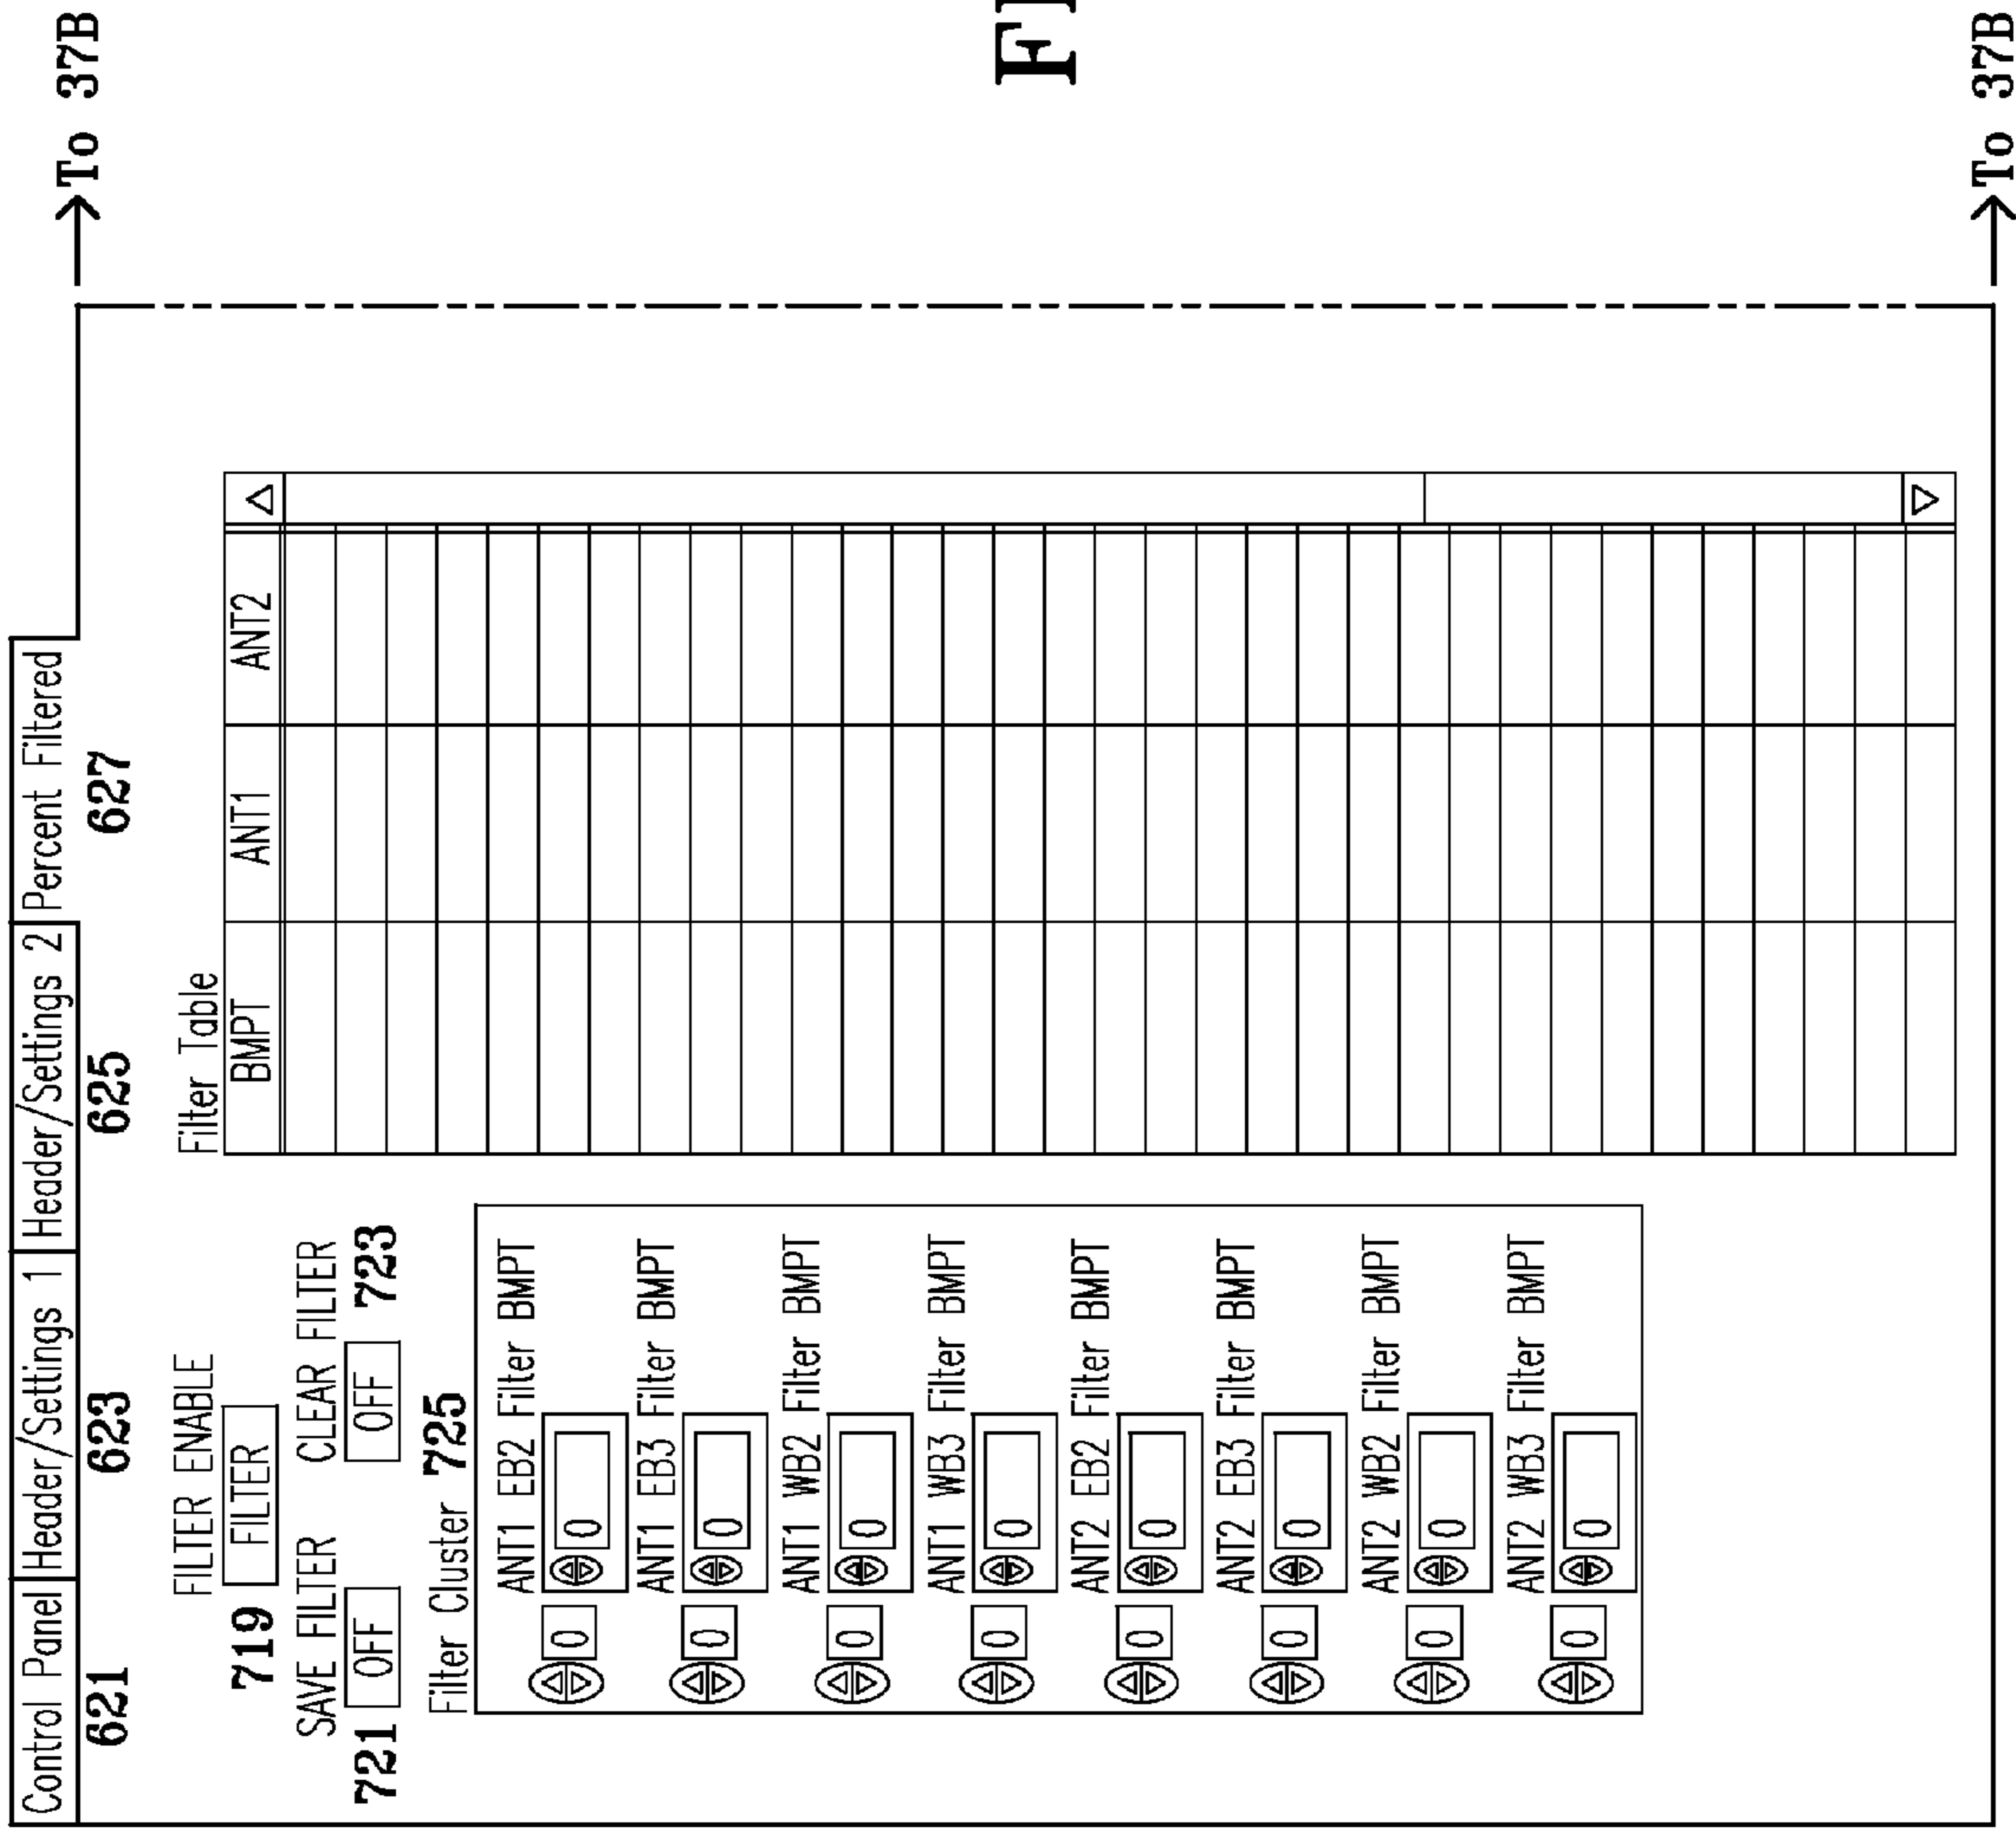 Control Panel Header/Settings 1 Header/Settings 2 Percent Filtered
→To 37B
621 623 625 627
FILTER ENABLE
719 FILTER
SAVE FILTER CLEAR FILTER
721 OFF OFF 723
Filter Cluster 725
ANT1 EB2 Filter BMPT
0 0
ANT1 EB3 Filter BMPT
0 0
ANT1 WB2 Filter BMPT
0 0
ANT1 WB3 Filter BMPT
0 0
ANT2 EB2 Filter BMPT
0 0
ANT2 EB3 Filter BMPT
0 0
ANT2 WB2 Filter BMPT
0 0
ANT2 WB3 Filter BMPT
0 0
Filter Table
BMPT ANT1 ANT2
→To 37B